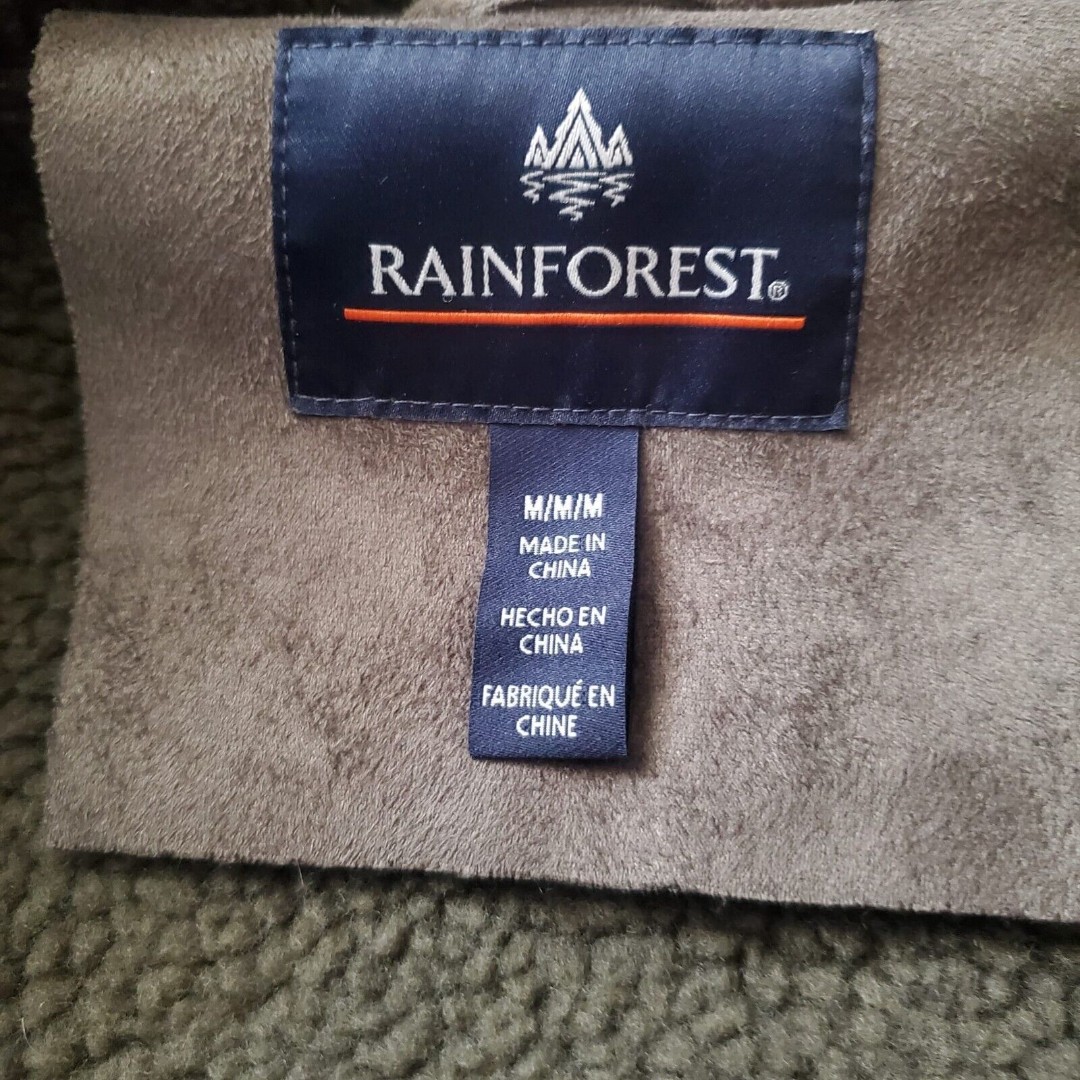 RAINFOREST®
M/M/M
MADE IN
CHINA
HECHO EN
CHINA
FABRIQUÉ EN
CHINE